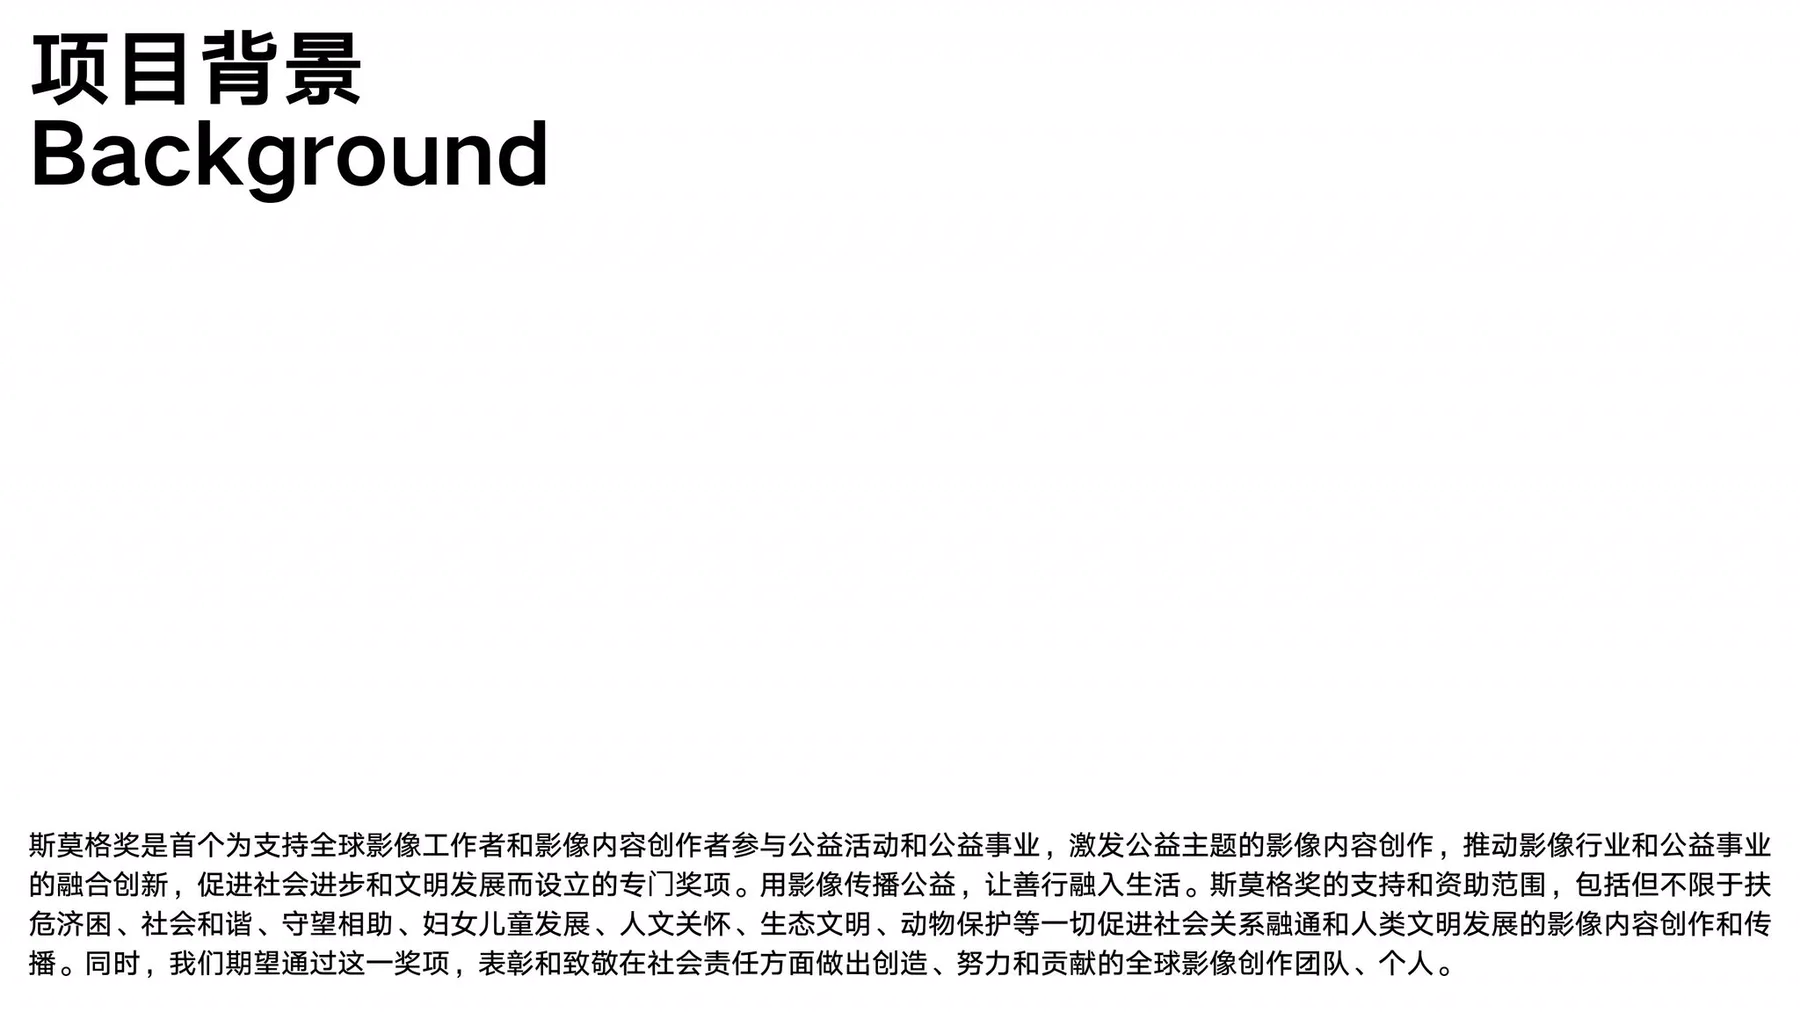 项目背景
Background
斯莫格奖是首个为支持全球影像工作者和影像内容创作者参与公益活动和公益事业，激发公益主题的影像内容创作，推动影像行业和公益事业
的融合创新，促进社会进步和文明发展而设立的专门奖项。用影像传播公益，让善行融入生活。斯莫格奖的支持和资助范围，包括但不限于扶
危济困、社会和谐、守望相助、妇女儿童发展、人文关怀、生态文明、动物保护等一切促进社会关系融通和人类文明发展的影像内容创作和传
播。同时，我们期望通过这一奖项，表彰和致敬在社会责任方面做出创造、努力和贡献的全球影像创作团队、个人。